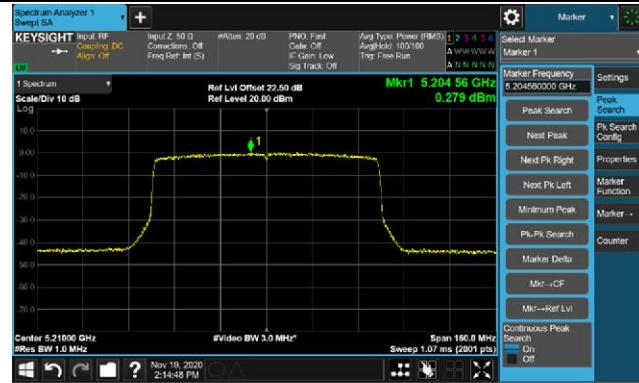 Spectrum Analyzer 1
Swept SA
+
Marker
KEYSIGHT
Input: RF
Coupling: DC
Align: Off
Input Z: 50 Ω
Corrections: Off
Freq Ref: Int (S)
#Atten: 20 dB
PNO: Fast
Gate: Off
IF Gain: Low
Sig Track: Off
Avg Type: Power (RMS)
Avg|Hold: 100/100
Trig: Free Run
1 2 3 4 5 6
A W W W W W
A N N N N N
Select Marker
Marker 1
1 Spectrum
Scale/Div 10 dB
Log
Ref Lvl Offset 22.50 dB
Ref Level 20.00 dBm
Mkr1 5.204 56 GHz
0.279 dBm
10.0
0.00
-10.0
-20.0
-30.0
-40.0
-50.0
-60.0
-70.0
1
Center 5.21000 GHz
#Res BW 1.0 MHz
#Video BW 3.0 MHz*
Span 160.0 MHz
Sweep 1.07 ms (2001 pts)
Marker Frequency
5.204560000 GHz
Peak Search
Next Peak
Next Pk Right
Next Pk Left
Minimum Peak
Pk-Pk Search
Marker Delta
Mkr→CF
Mkr→Ref Lvl
Continuous Peak
Search
On
Off
Settings
Peak
Search
Pk Search
Config
Properties
Marker
Function
Marker→
Counter
?
Nov 19, 2020
2:14:48 PM